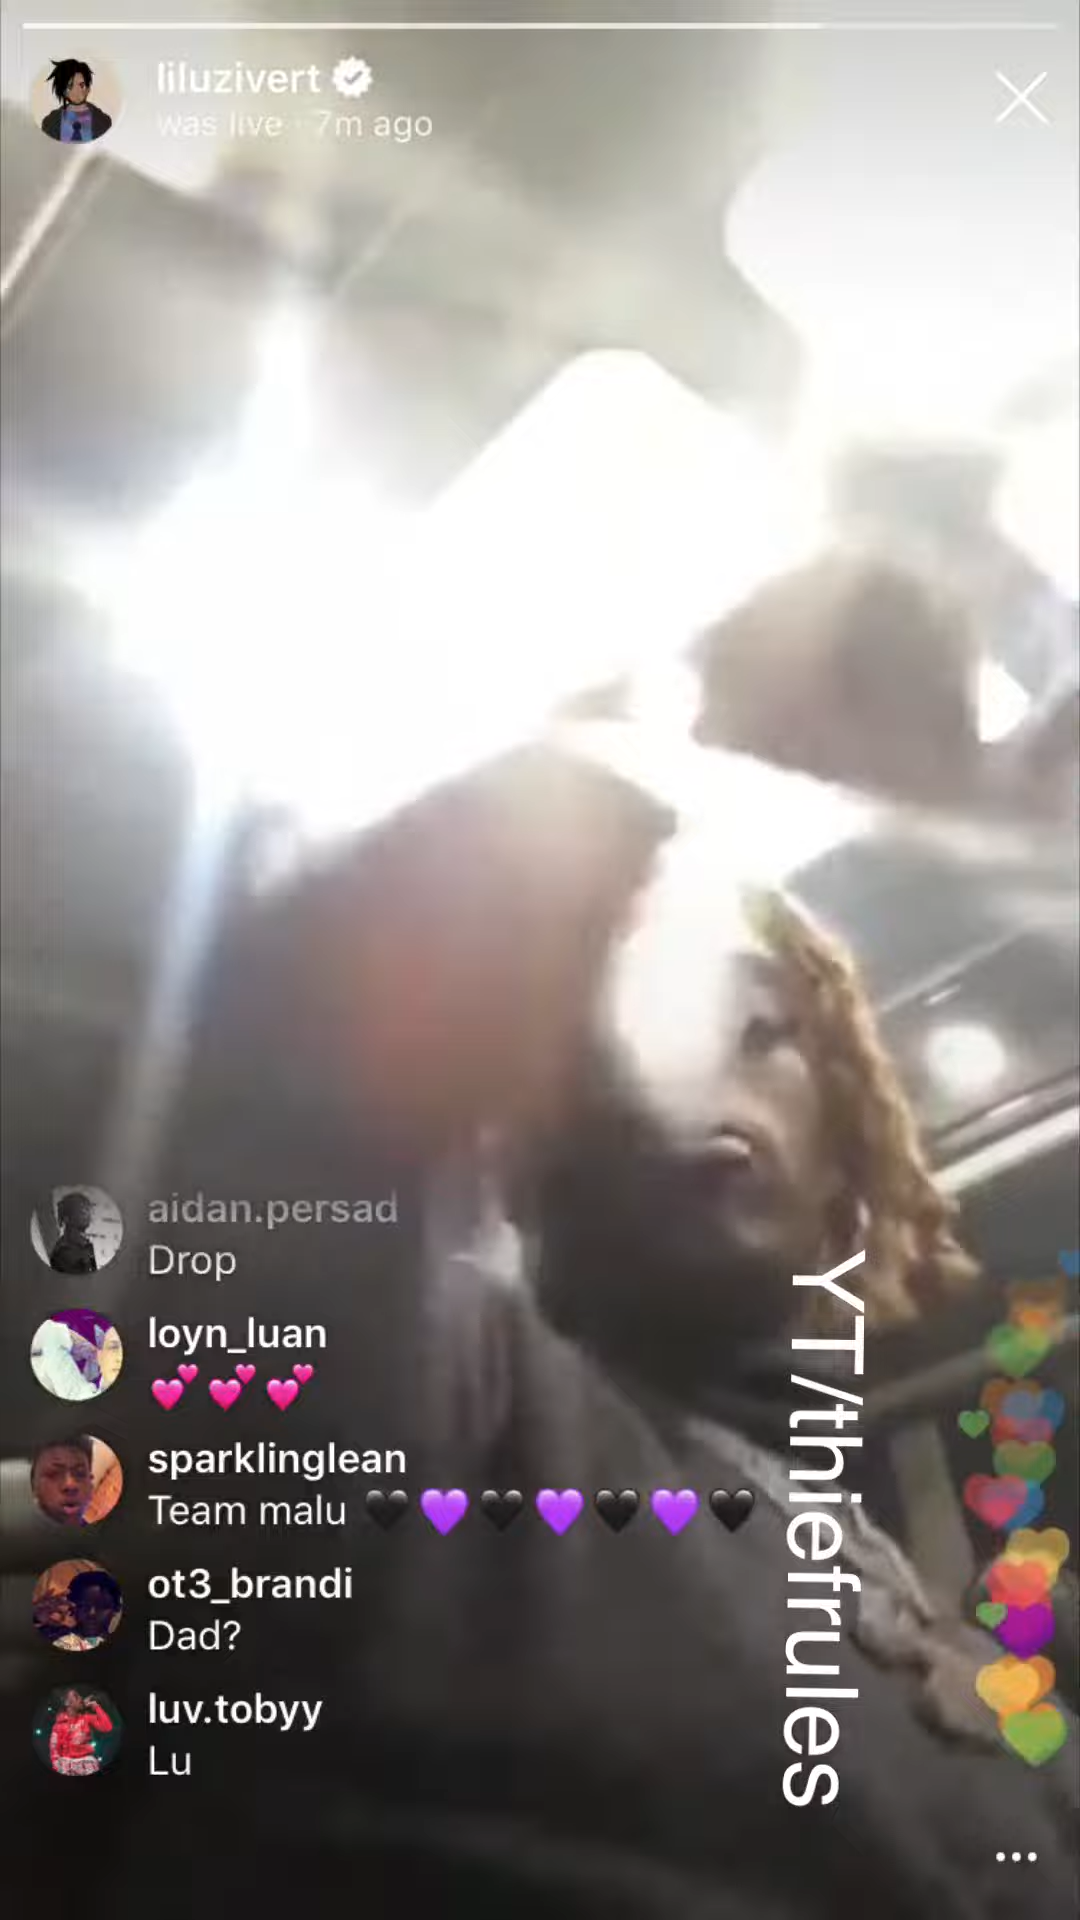 liluzivert
was live · 7m ago
aidan.persad
Drop
loyn_luan
💕 💕 💕
sparklinglean
Team malu 🖤 💜 🖤 💜 🖤 💜 🖤
ot3_brandi
Dad?
luv.tobyy
Lu
YT/thiefrules